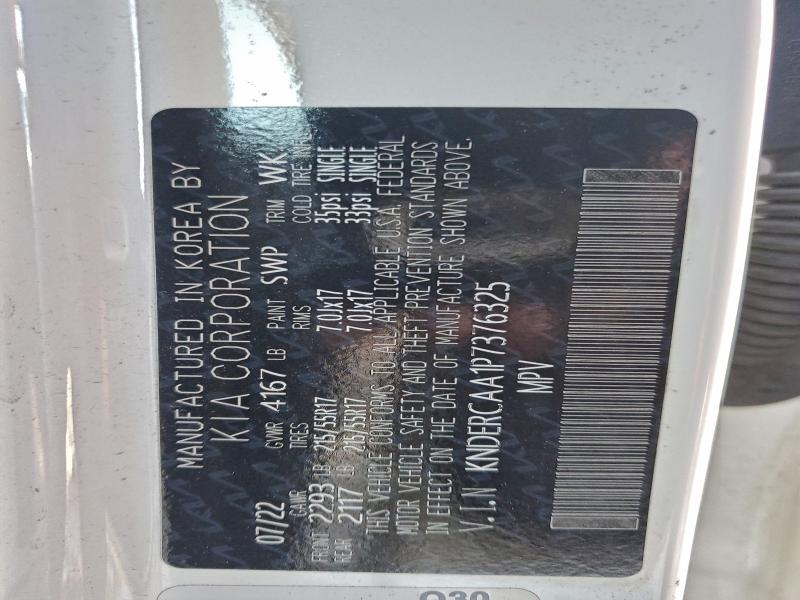 MANUFACTURED IN KOREA BY
KIA CORPORATION
07/22 GVWR 4167 LB PAINT SWP TRIM WK
GAWR TIRES RIMS COLD TIRE
FRONT 2293 LB 215/55R17 7.0JX17 35psi SINGLE
REAR 2117 LB 215/55R17 7.0JX17 33psi SINGLE
THIS VEHICLE CONFORMS TO ALL APPLICABLE U.S.A. FEDERAL
MOTOR VEHICLE SAFETY AND THEFT PREVENTION STANDARDS
IN EFFECT ON THE DATE OF MANUFACTURE SHOWN ABOVE.
V.I.N KNDERCAA1P7376325
MPV